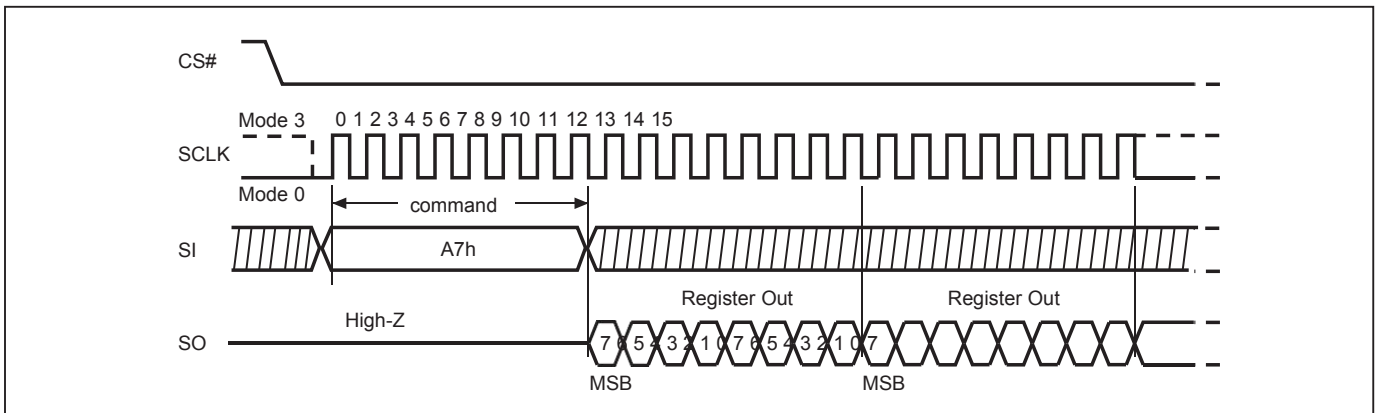 CS#
Mode 3
0 1 2 3 4 5 6 7 8 9 10 11 12 13 14 15
SCLK
Mode 0
command
SI
A7h
Register Out
Register Out
High-Z
SO
7 6 5 4 3 2 1 0 7 6 5 4 3 2 1 0 7
MSB
MSB